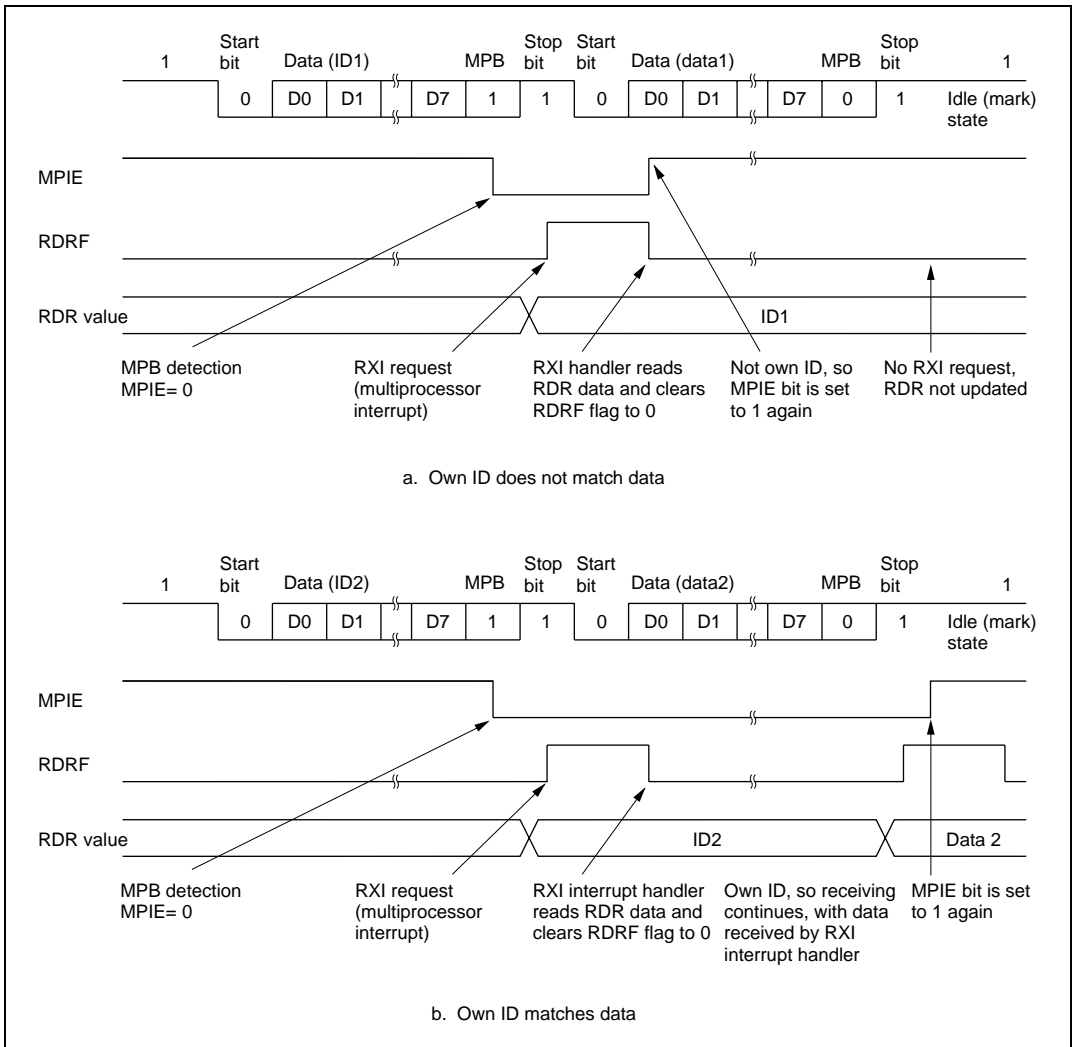 Start bit
Data (ID1)
MPB
Stop bit
Start bit
Data (data1)
MPB
Stop bit
1
1
0 D0 D1 D7 1 1 0 D0 D1 D7 0 1 Idle (mark) state
MPIE
RDRF
RDR value
ID1
MPB detection
MPIE= 0
RXI request
(multiprocessor
interrupt)
RXI handler reads
RDR data and clears
RDRF flag to 0
Not own ID, so
MPIE bit is set
to 1 again
No RXI request,
RDR not updated
a. Own ID does not match data
Start bit
Data (ID2)
MPB
Stop bit
Start bit
Data (data2)
MPB
Stop bit
1
1
0 D0 D1 D7 1 1 0 D0 D1 D7 0 1 Idle (mark) state
MPIE
RDRF
RDR value
ID2
Data 2
MPB detection
MPIE= 0
RXI request
(multiprocessor
interrupt)
RXI interrupt handler
reads RDR data and
clears RDRF flag to 0
Own ID, so receiving
continues, with data
received by RXI
interrupt handler
MPIE bit is set
to 1 again
b. Own ID matches data